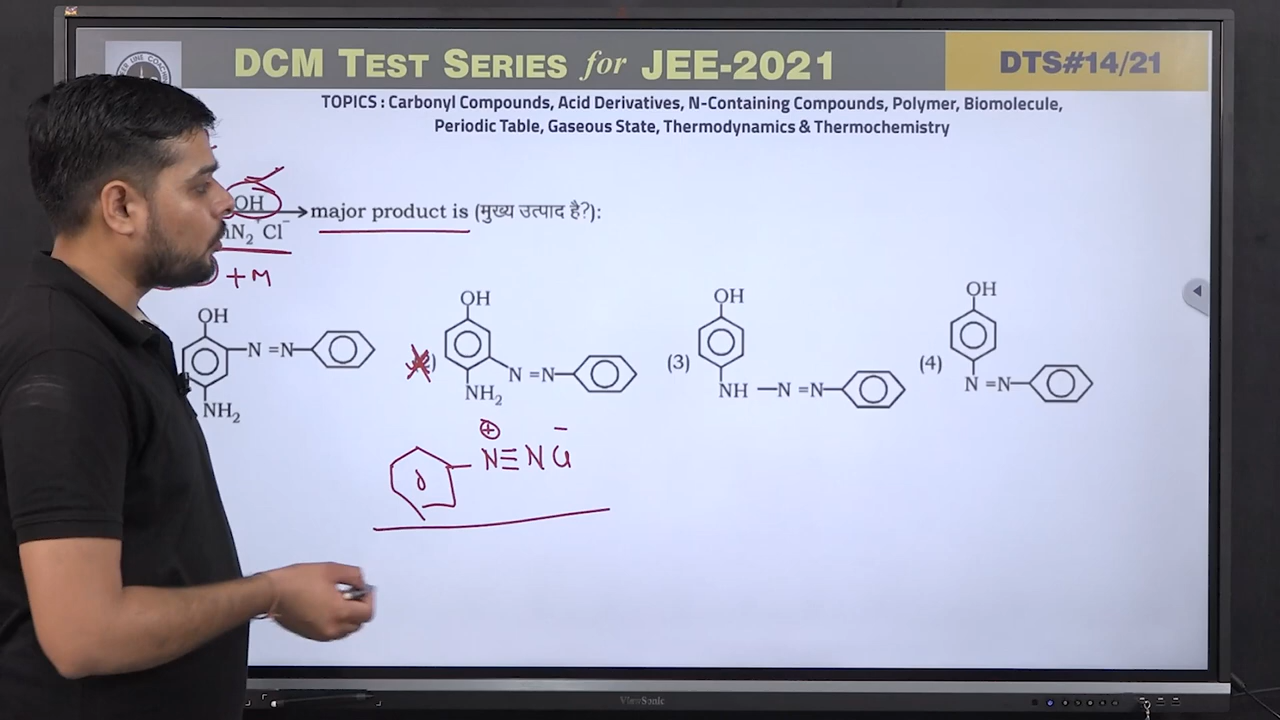 DCM TEST SERIES for JEE-2021
DTS#14/21
TOPICS : Carbonyl Compounds, Acid Derivatives, N-Containing Compounds, Polymer, Biomolecule,
Periodic Table, Gaseous State, Thermodynamics & Thermochemistry
OH
major product is (मुख्य उत्पाद है?):
N₂⁺ Cl⁻
+M
OH
N=N
NH₂
OH
N=N
NH₂
(3)
OH
NH—N=N
(4)
OH
N=N
⊕ −
N≡N Cl
ViewSonic